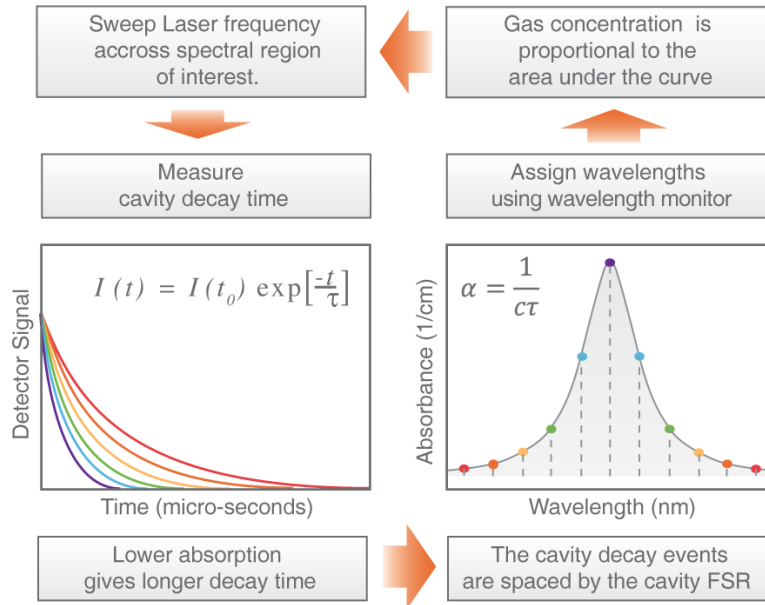 Sweep Laser frequency
accross spectral region
of interest.
Gas concentration is
proportional to the
area under the curve
Measure
cavity decay time
Assign wavelengths
using wavelength monitor
I(t) = I(t₀) exp[-t/τ]
Detector Signal
Time (micro-seconds)
α = 1/cτ
Absorbance (1/cm)
Wavelength (nm)
Lower absorption
gives longer decay time
The cavity decay events
are spaced by the cavity FSR